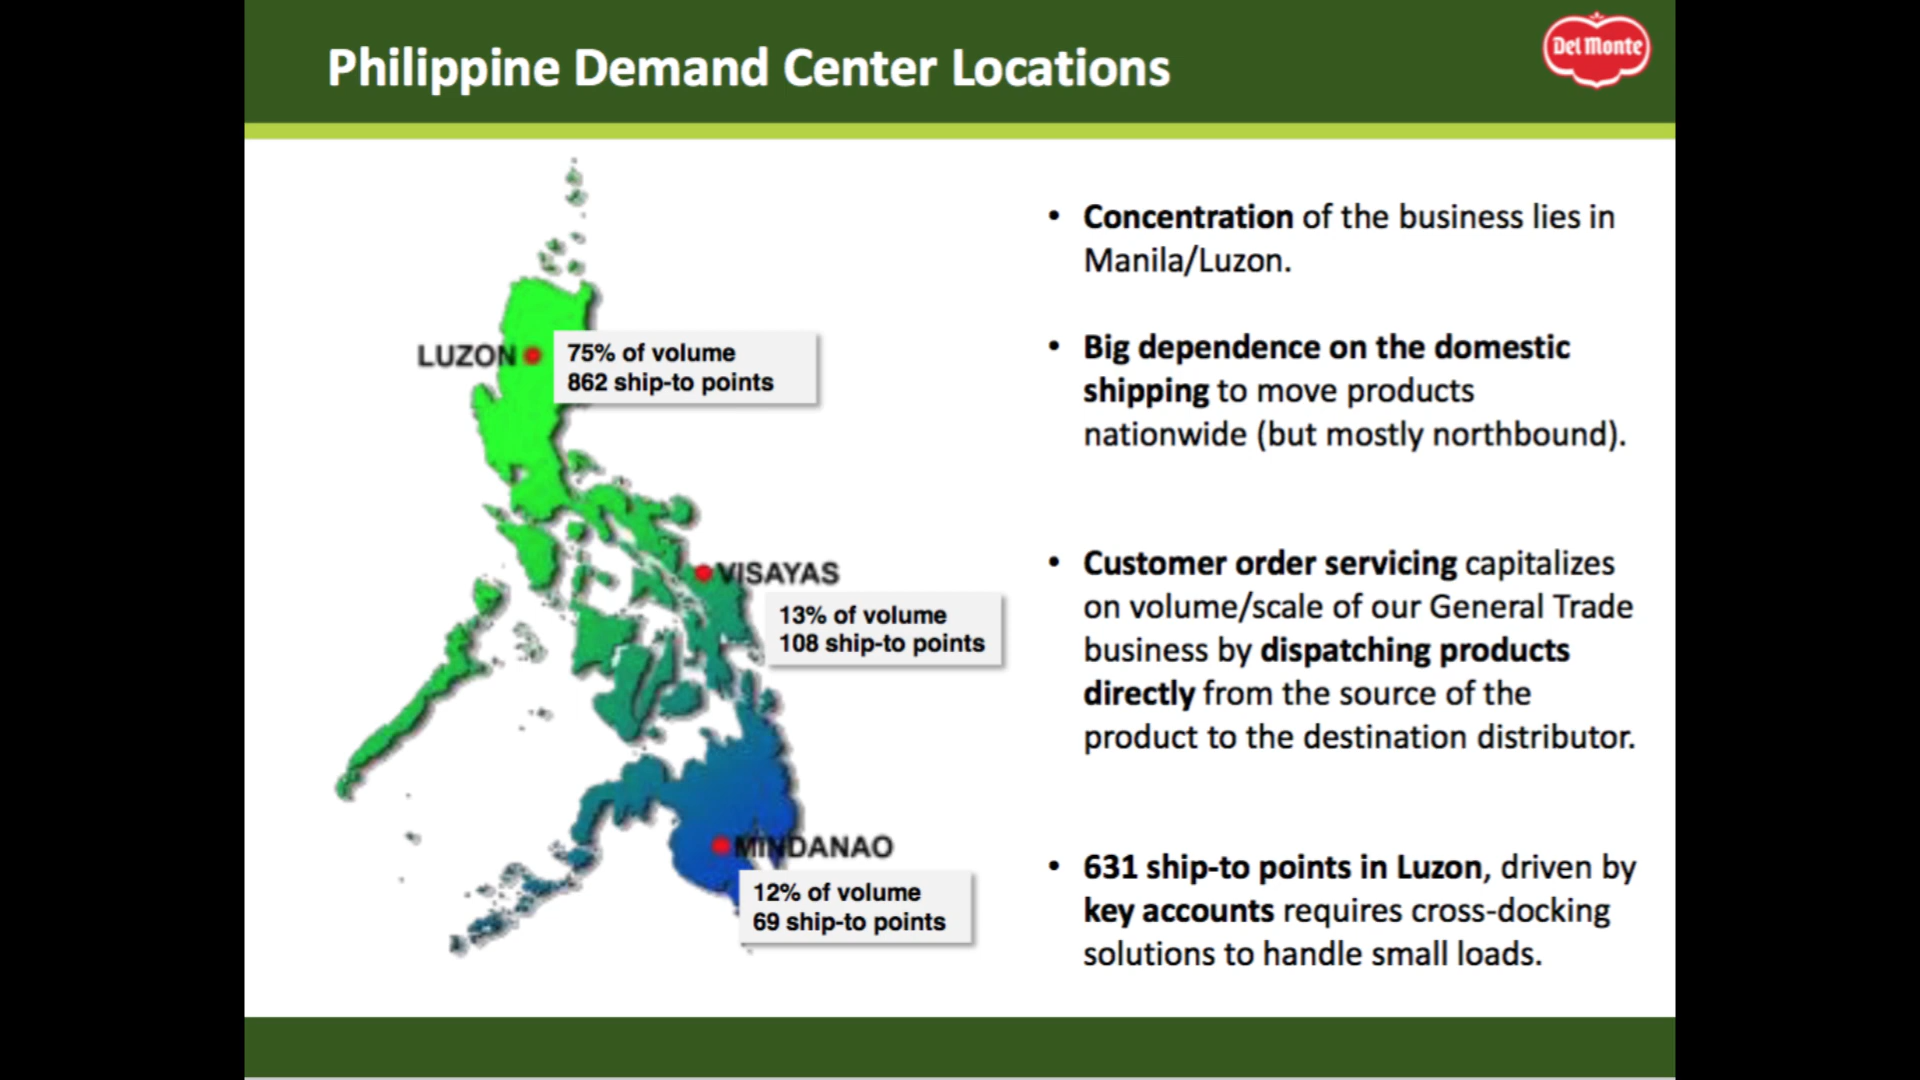 Philippine Demand Center Locations
Del Monte
LUZON
75% of volume
862 ship-to points
VISAYAS
13% of volume
108 ship-to points
MINDANAO
12% of volume
69 ship-to points
• Concentration of the business lies in
Manila/Luzon.
• Big dependence on the domestic
shipping to move products
nationwide (but mostly northbound).
• Customer order servicing capitalizes
on volume/scale of our General Trade
business by dispatching products
directly from the source of the
product to the destination distributor.
• 631 ship-to points in Luzon, driven by
key accounts requires cross-docking
solutions to handle small loads.